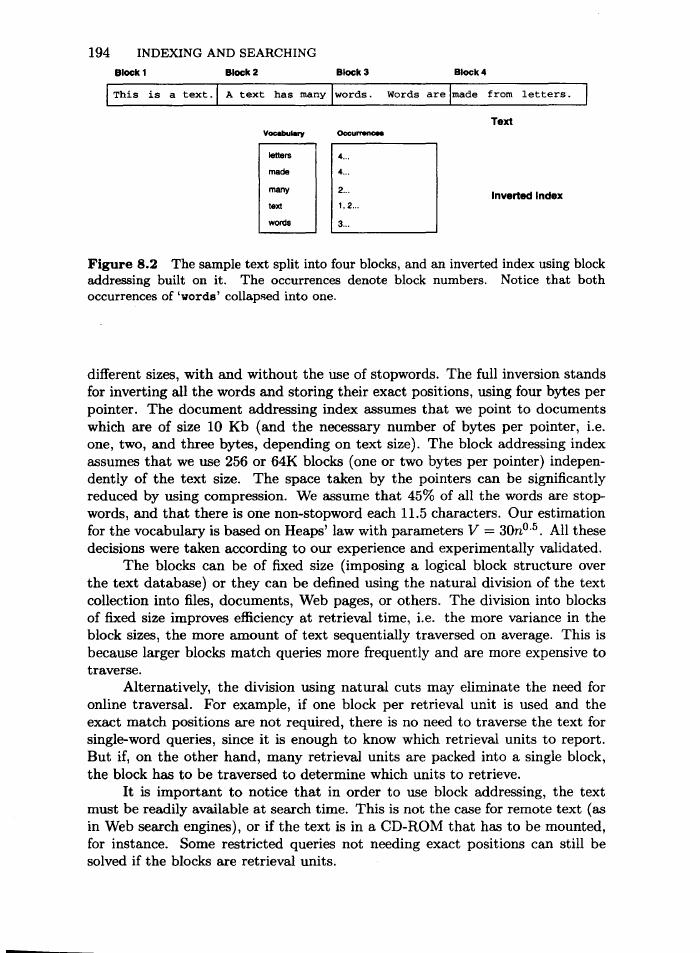 194 INDEXING AND SEARCHING
Block 1 Block 2 Block 3 Block 4
This is a text. A text has many words. Words are made from letters.
Text
Vocabulary Occurrences
letters 4...
made 4...
many 2...
text 1, 2...
words 3...
Inverted Index
Figure 8.2 The sample text split into four blocks, and an inverted index using block
addressing built on it. The occurrences denote block numbers. Notice that both
occurrences of 'words' collapsed into one.
different sizes, with and without the use of stopwords. The full inversion stands
for inverting all the words and storing their exact positions, using four bytes per
pointer. The document addressing index assumes that we point to documents
which are of size 10 Kb (and the necessary number of bytes per pointer, i.e.
one, two, and three bytes, depending on text size). The block addressing index
assumes that we use 256 or 64K blocks (one or two bytes per pointer) indepen-
dently of the text size. The space taken by the pointers can be significantly
reduced by using compression. We assume that 45% of all the words are stop-
words, and that there is one non-stopword each 11.5 characters. Our estimation
for the vocabulary is based on Heaps' law with parameters V = 30n^0.5. All these
decisions were taken according to our experience and experimentally validated.
The blocks can be of fixed size (imposing a logical block structure over
the text database) or they can be defined using the natural division of the text
collection into files, documents, Web pages, or others. The division into blocks
of fixed size improves efficiency at retrieval time, i.e. the more variance in the
block sizes, the more amount of text sequentially traversed on average. This is
because larger blocks match queries more frequently and are more expensive to
traverse.
Alternatively, the division using natural cuts may eliminate the need for
online traversal. For example, if one block per retrieval unit is used and the
exact match positions are not required, there is no need to traverse the text for
single-word queries, since it is enough to know which retrieval units to report.
But if, on the other hand, many retrieval units are packed into a single block,
the block has to be traversed to determine which units to retrieve.
It is important to notice that in order to use block addressing, the text
must be readily available at search time. This is not the case for remote text (as
in Web search engines), or if the text is in a CD-ROM that has to be mounted,
for instance. Some restricted queries not needing exact positions can still be
solved if the blocks are retrieval units.